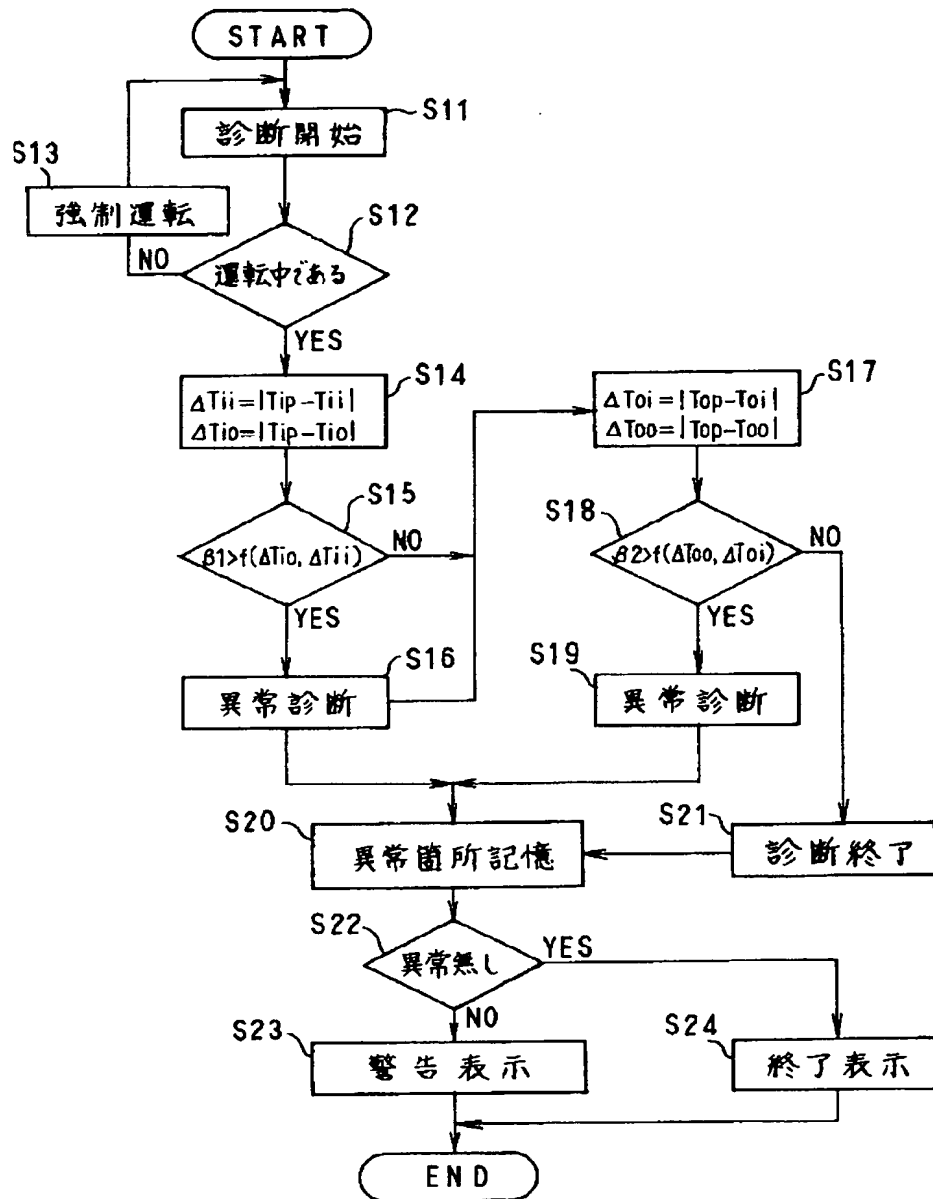 START
S11
診断開始
S13
強制運転
S12
NO
運転中である
YES
S14
ΔTii=|Tip-Tii|
ΔTio=|Tip-Tio|
S17
ΔToi=|Top-Toi|
ΔToo=|Top-Too|
S15
β1>f(ΔTio, ΔTii)
NO
YES
S18
β2>f(ΔToo, ΔToi)
NO
YES
S16
異常診断
S19
異常診断
S20
異常箇所記憶
S21
診断終了
S22
異常無し
YES
NO
S23
警告表示
S24
終了表示
END